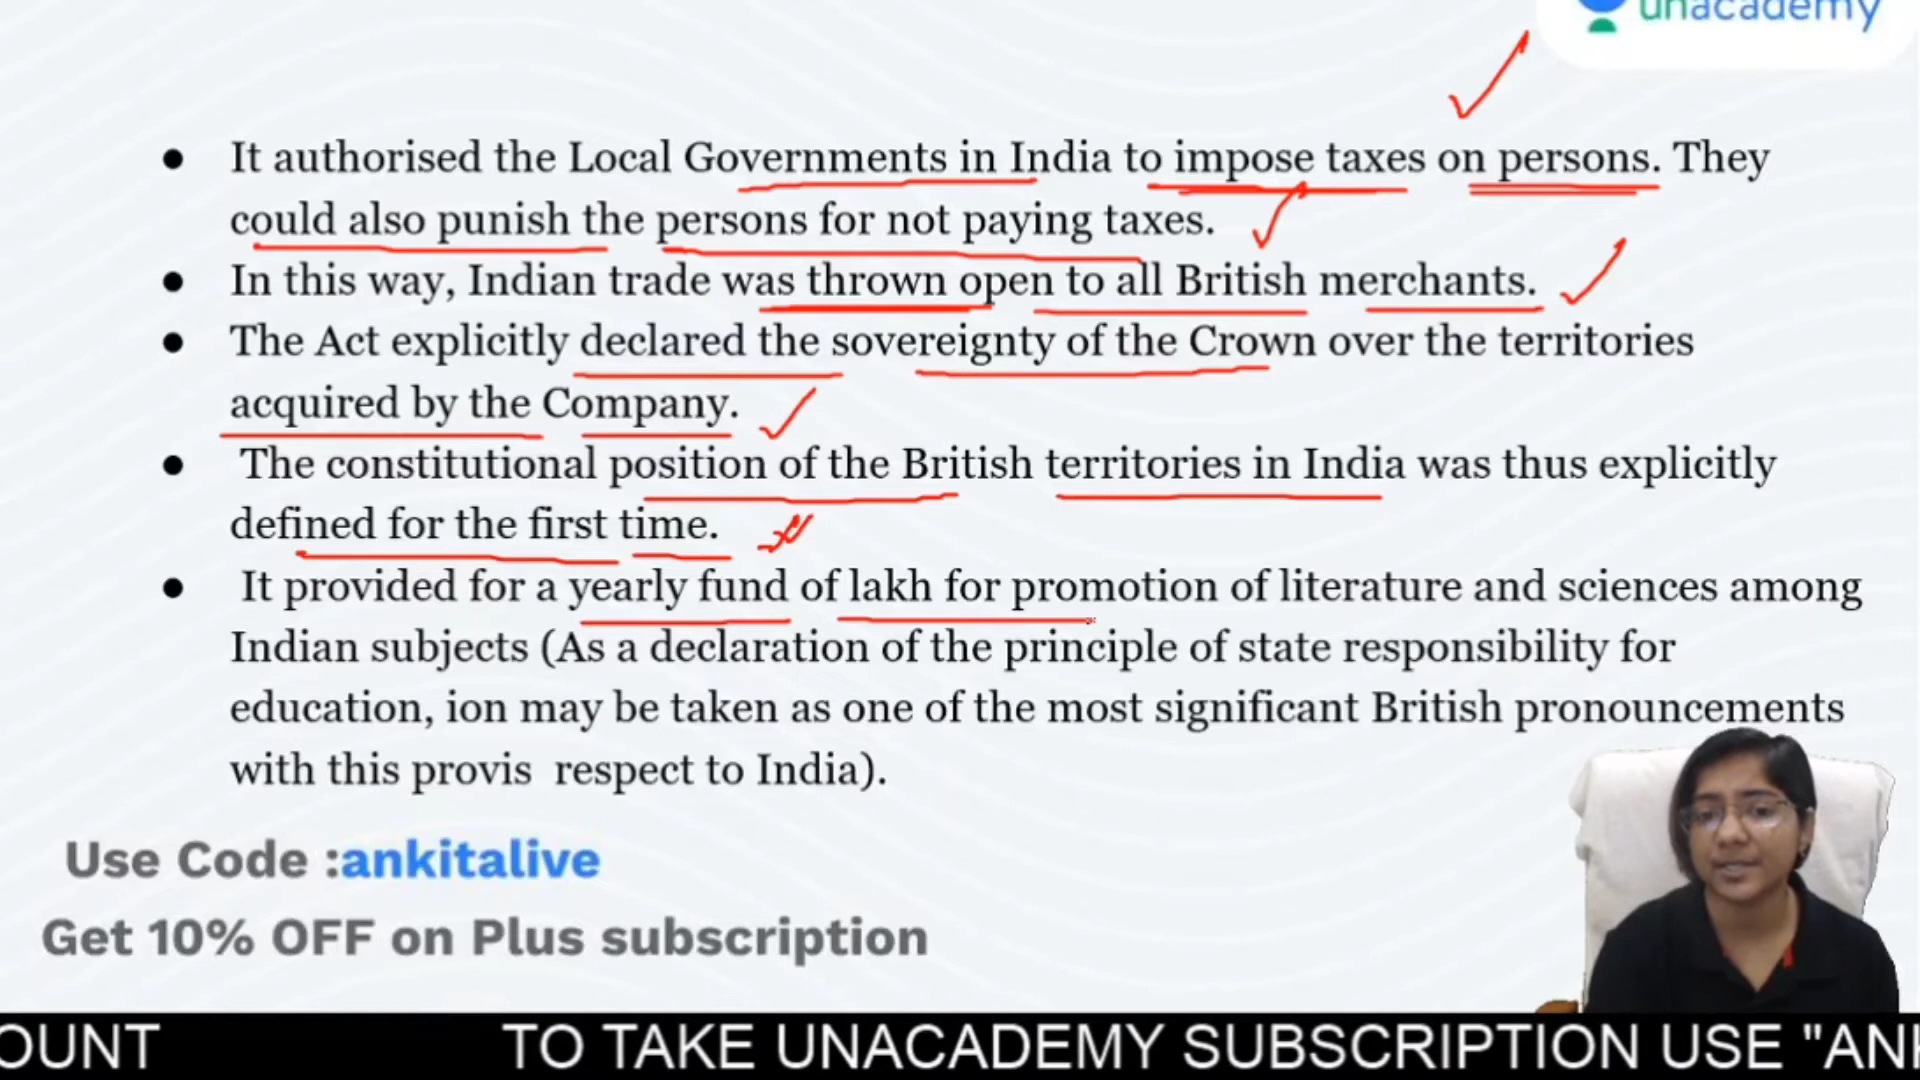 unacademy
● It authorised the Local Governments in India to impose taxes on persons. They
could also punish the persons for not paying taxes.
● In this way, Indian trade was thrown open to all British merchants.
● The Act explicitly declared the sovereignty of the Crown over the territories
acquired by the Company.
● The constitutional position of the British territories in India was thus explicitly
defined for the first time.
● It provided for a yearly fund of lakh for promotion of literature and sciences among
Indian subjects (As a declaration of the principle of state responsibility for
education, ion may be taken as one of the most significant British pronouncements
with this provis respect to India).
Use Code :ankitalive
Get 10% OFF on Plus subscription
OUNT TO TAKE UNACADEMY SUBSCRIPTION USE "AN